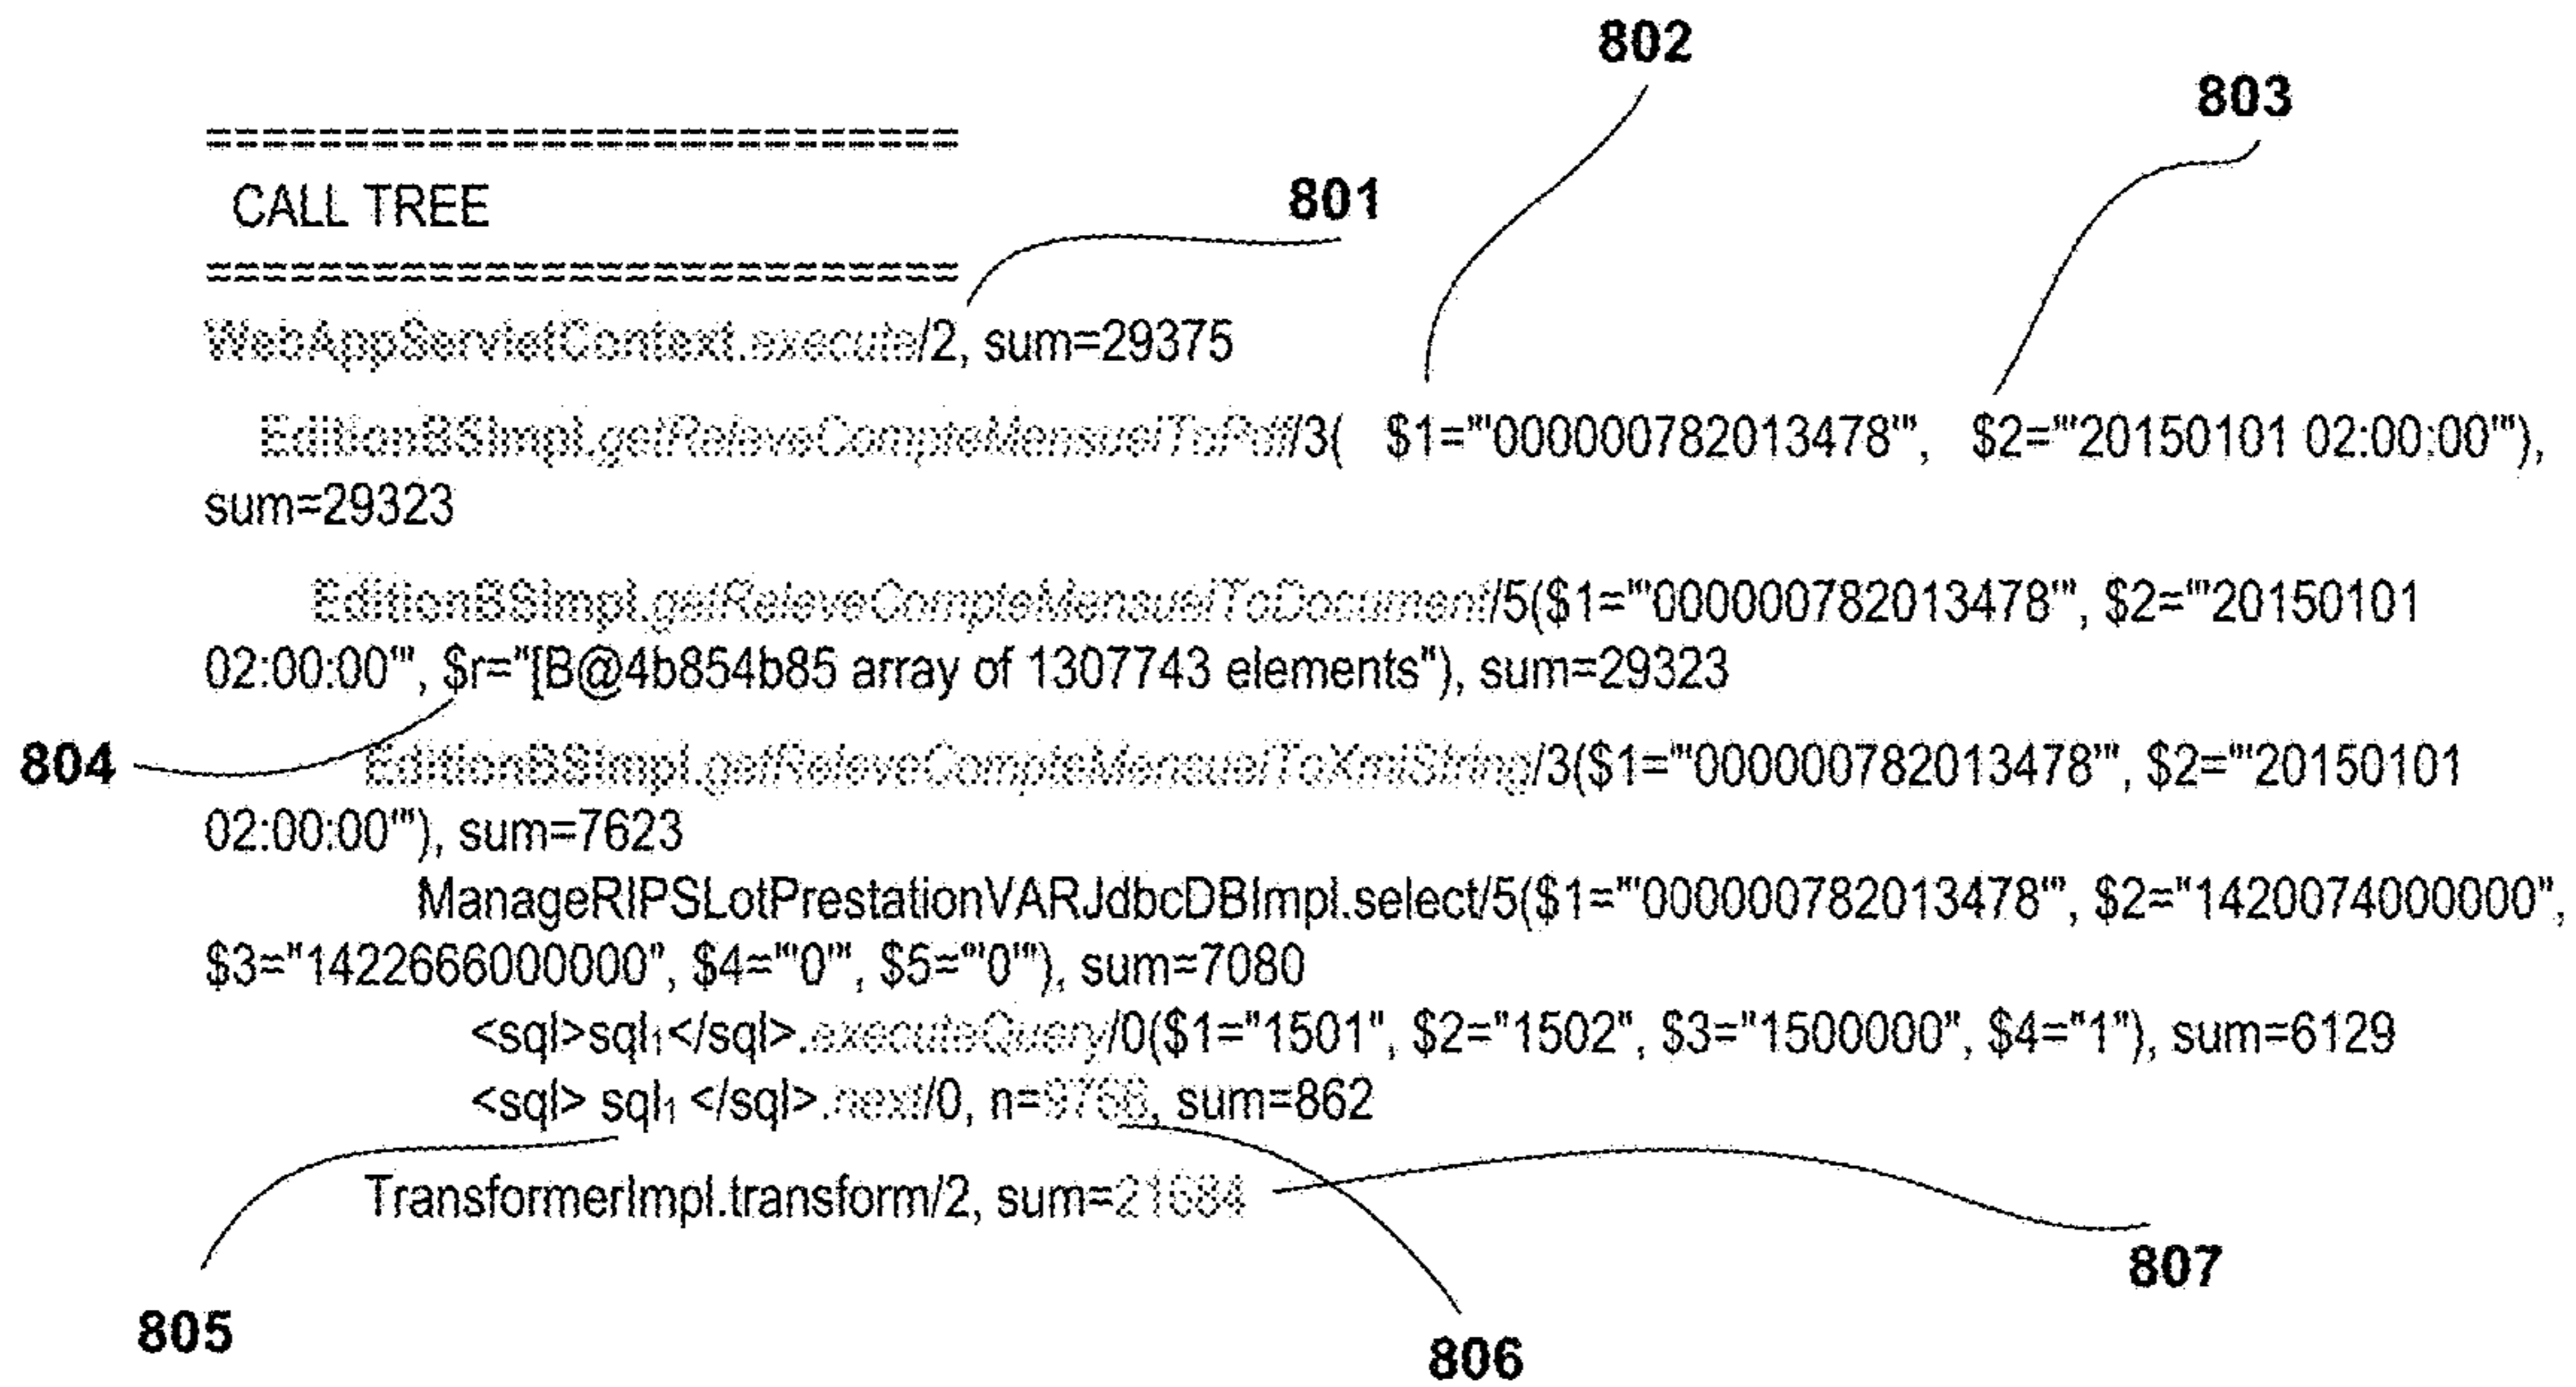 802
803
===========================
CALL TREE
801
===========================
WebAppServletContext.execute/2, sum=29375
EditionBSImpl.getReleveCompteMensuelToPdf/3( $1="'000000782013478'", $2="'20150101 02:00:00'"),
sum=29323
EditionBSImpl.getReleveCompteMensuelToDocument/5($1="'000000782013478'", $2="'20150101
02:00:00'", $r="[B@4b854b85 array of 1307743 elements"), sum=29323
804
EditionBSImpl.getReleveCompteMensuelToXmlString/3($1="'000000782013478'", $2="'20150101
02:00:00'"), sum=7623
ManageRIPSLotPrestationVARJdbcDBImpl.select/5($1="'000000782013478'", $2="1420074000000",
$3="1422666000000", $4="'0'", $5="'0'"), sum=7080
<sql>sql₁</sql>.executeQuery/0($1="1501", $2="1502", $3="1500000", $4="1"), sum=6129
<sql> sql₁ </sql>.next/0, n=9766, sum=862
TransformerImpl.transform/2, sum=21684
807
805
806